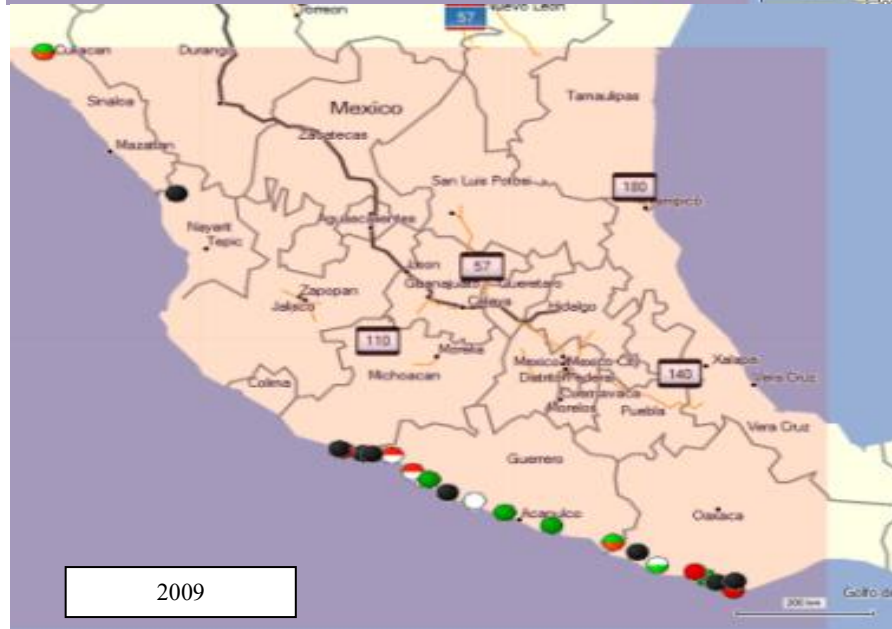 Torreon
Nuevo Leon
57
Culiacan
Durango
Sinaloa
Mexico
Tamaulipas
Zacatecas
Mazatlan
San Luis Potosi
180
Tampico
Nayarit
Aguascalientes
Tepic
Leon
57
Guanajuato
Queretaro
Zapopan
Celaya
Hidalgo
Jalisco
110
Morelia
Mexico
Mexico City
Xalapa
140
Michoacan
Distrito Federal
Colima
Vera Cruz
Cuernavaca
Morelos
Puebla
Vera Cruz
Guerrero
Acapulco
Oaxaca
2009
Golfo de
200 km